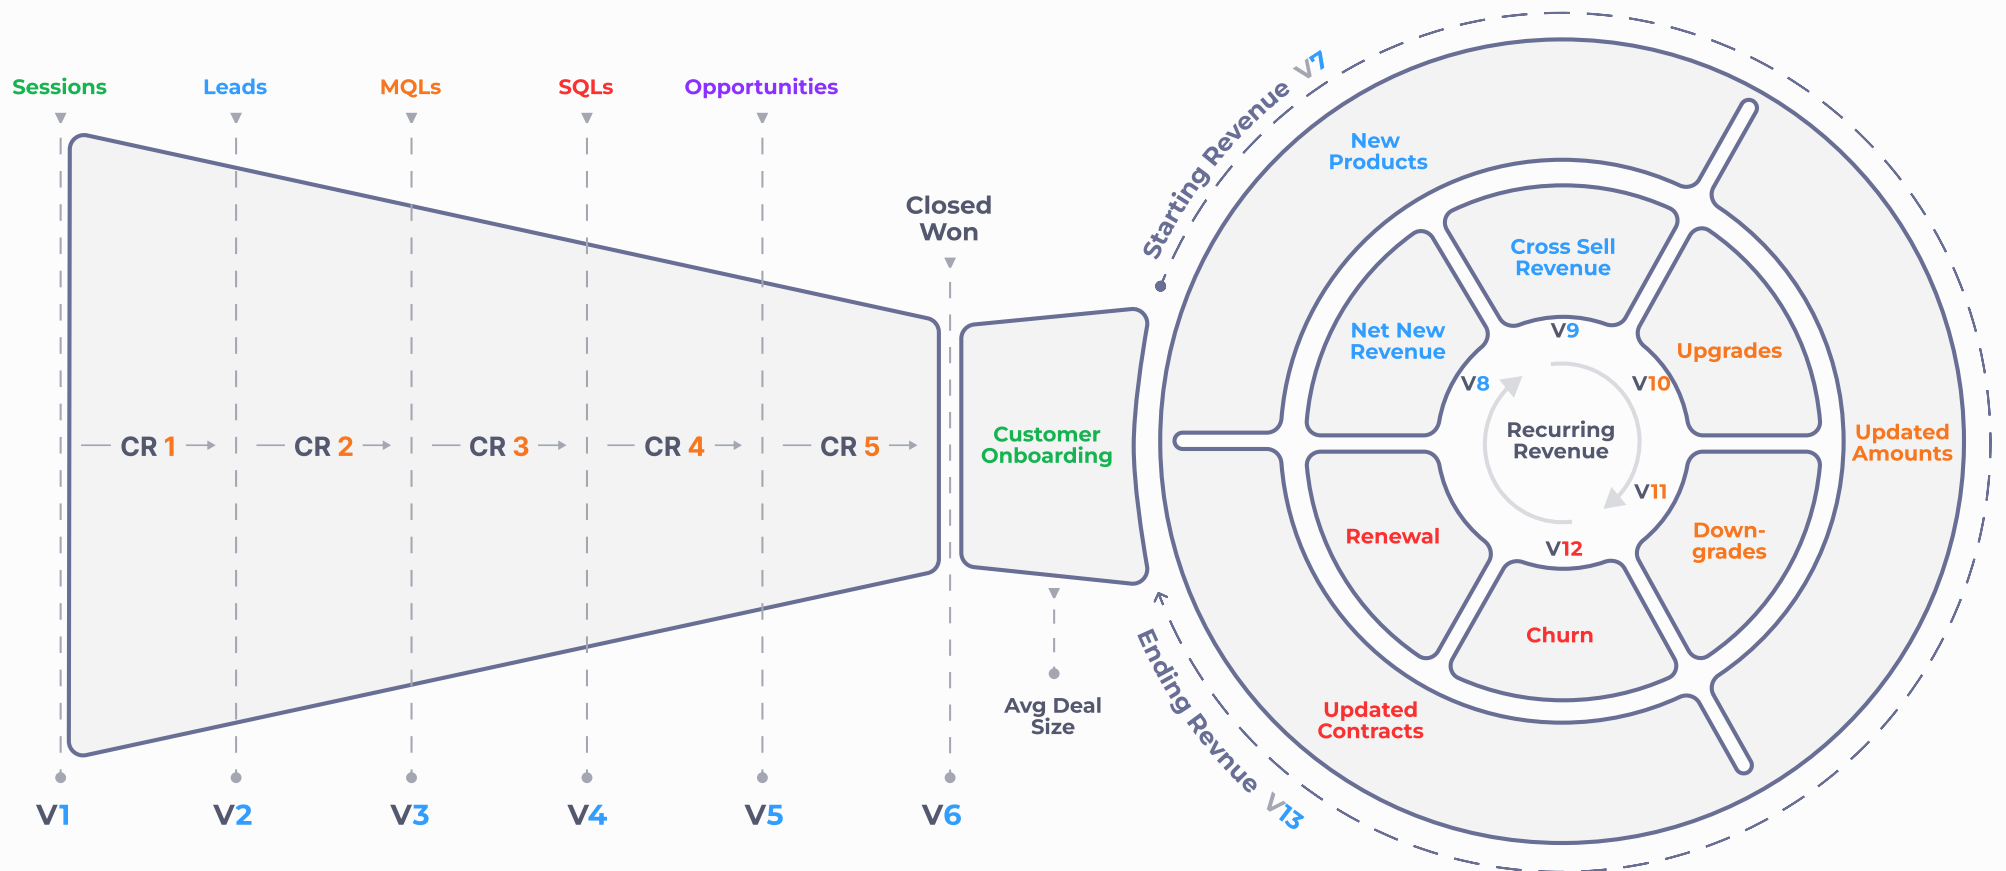 Sessions
Leads
MQLs
SQLs
Opportunities
CR 1
CR 2
CR 3
CR 4
CR 5
V1
V2
V3
V4
V5
V6
Closed
Won
Customer
Onboarding
Avg Deal
Size
Starting Revenue V7
New
Products
Cross Sell
Revenue
V9
Net New
Revenue
V8
Upgrades
V10
Recurring
Revenue
Updated
Amounts
V11
Down-
grades
V12
Renewal
Churn
Updated
Contracts
Ending Revnue V13